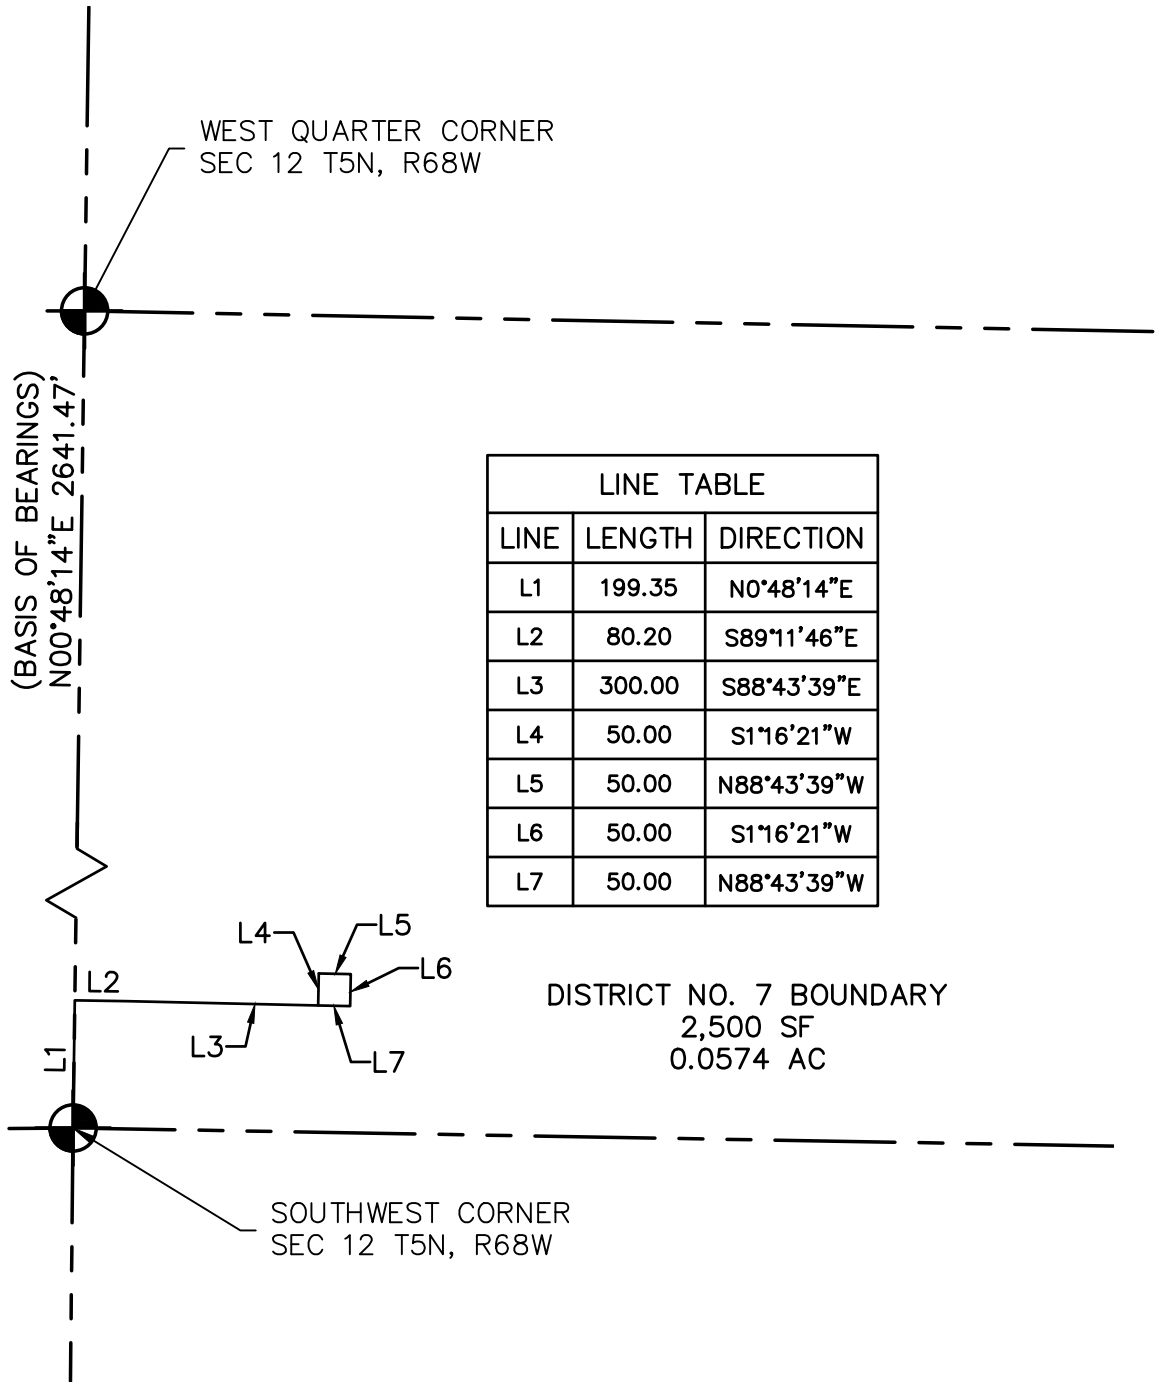 WEST QUARTER CORNER
SEC 12 T5N, R68W
(BASIS OF BEARINGS)
N00°48'14"E 2641.47'
LINE TABLE
LINE LENGTH DIRECTION
L1 199.35 N0°48'14"E
L2 80.20 S89°11'46"E
L3 300.00 S88°43'39"E
L4 50.00 S1°16'21"W
L5 50.00 N88°43'39"W
L6 50.00 S1°16'21"W
L7 50.00 N88°43'39"W
L4
L5
L2
L6
L3
L7
L1
DISTRICT NO. 7 BOUNDARY
2,500 SF
0.0574 AC
SOUTHWEST CORNER
SEC 12 T5N, R68W